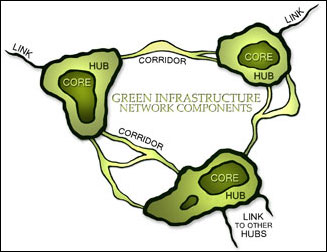 LINK
LINK
HUB
CORRIDOR
CORE
CORE
HUB
GREEN INFRASTRUCTURE
NETWORK COMPONENTS
CORRIDOR
CORE
HUB
LINK
TO OTHER
HUBS